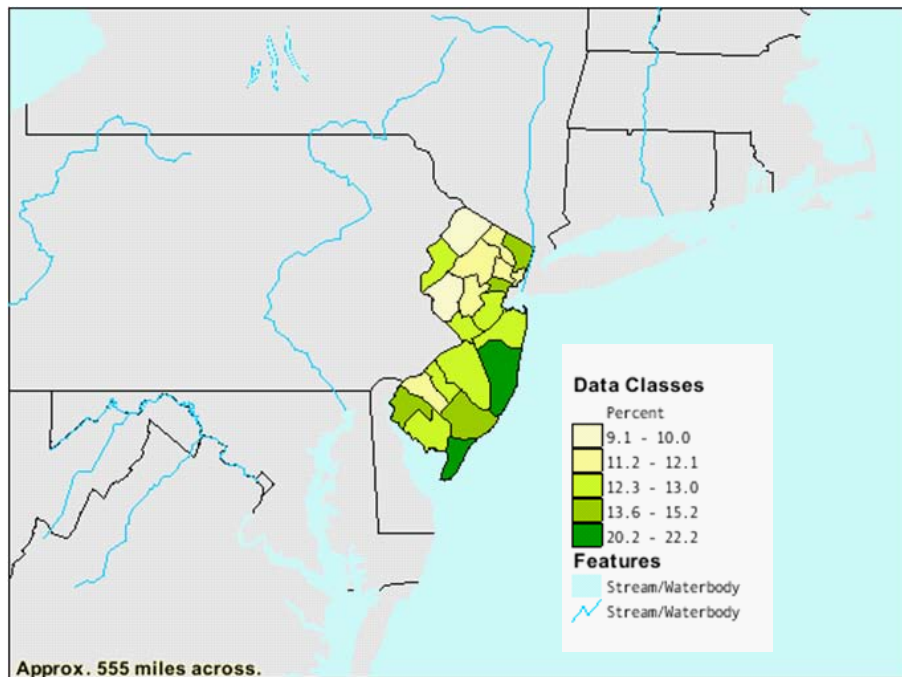 Data Classes
Percent
9.1 - 10.0
11.2 - 12.1
12.3 - 13.0
13.6 - 15.2
20.2 - 22.2
Features
Stream/Waterbody
Stream/Waterbody
Approx. 555 miles across.